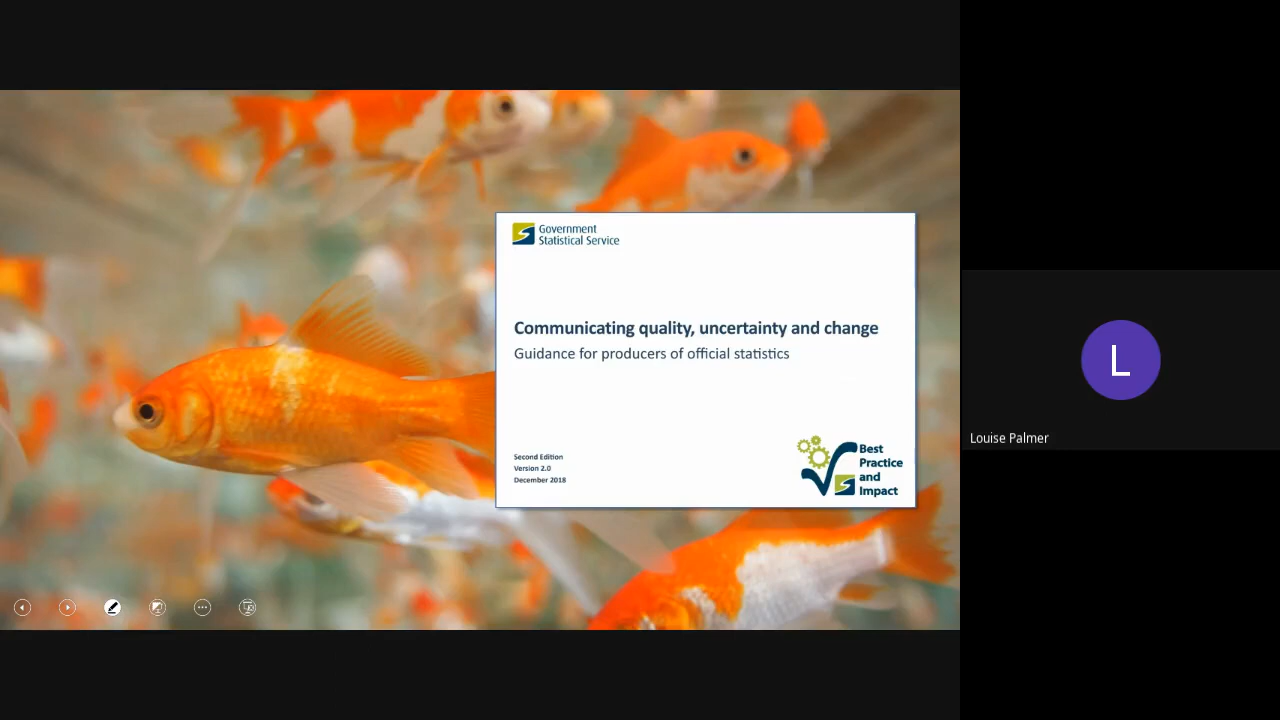 Government
Statistical Service
Communicating quality, uncertainty and change
Guidance for producers of official statistics
Second Edition
Version 2.0
December 2018
Best
Practice
and
Impact
L
Louise Palmer